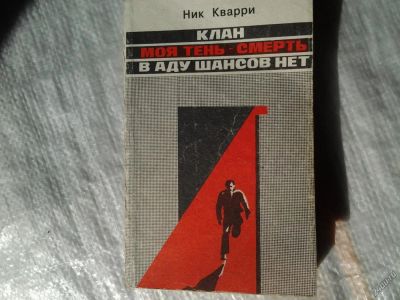 Ник Кварри
КЛАН
МОЯ ТЕНЬ - СМЕРТЬ
В АДУ ШАНСОВ НЕТ